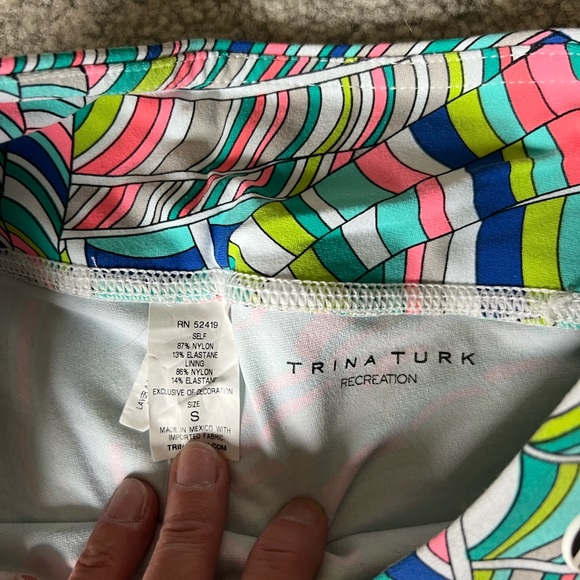 RN 52419
SELF
87% NYLON
13% ELASTANE
LINING
86% NYLON
14% ELASTANE
EXCLUSIVE OF DECORATION
SIZE
S
MADE IN MEXICO WITH
IMPORTED FABRIC
TRINA TURK
RECREATION